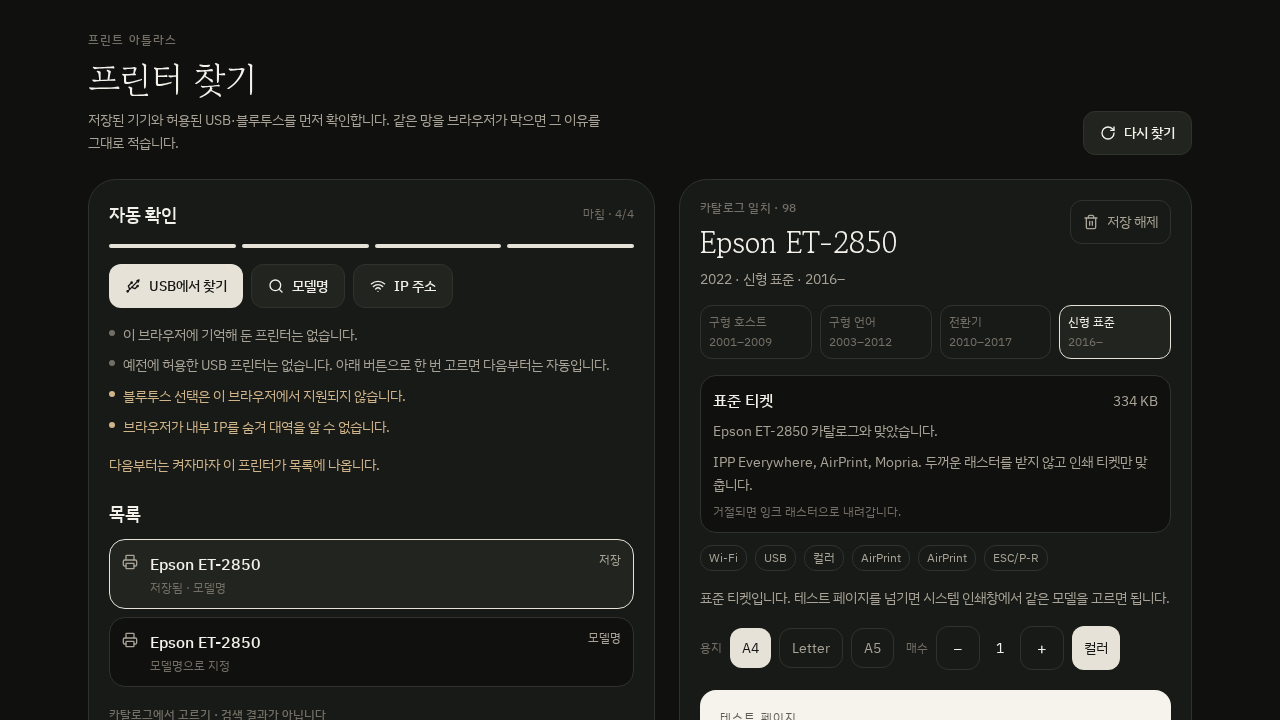 프린트 아틀라스
프린터 찾기
저장된 기기와 허용된 USB·블루투스를 먼저 확인합니다. 같은 망을 브라우저가 막으면 그 이유를
그대로 적습니다.
다시 찾기
자동 확인
마침 · 4/4
USB에서 찾기
모델명
IP 주소
이 브라우저에 기억해 둔 프린터는 없습니다.
예전에 허용한 USB 프린터는 없습니다. 아래 버튼으로 한 번 고르면 다음부터는 자동입니다.
블루투스 선택은 이 브라우저에서 지원되지 않습니다.
브라우저가 내부 IP를 숨겨 대역을 알 수 없습니다.
다음부터는 켜자마자 이 프린터가 목록에 나옵니다.
목록
Epson ET-2850
저장
저장됨 · 모델명
Epson ET-2850
모델명
모델명으로 지정
카탈로그에서 고르기 · 검색 결과가 아닙니다
카탈로그 일치 · 98
Epson ET-2850
저장 해제
2022 · 신형 표준 · 2016–
구형 호스트
2001–2009
구형 언어
2003–2012
전환기
2010–2017
신형 표준
2016–
표준 티켓
334 KB
Epson ET-2850 카탈로그와 맞았습니다.
IPP Everywhere, AirPrint, Mopria. 두꺼운 래스터를 받지 않고 인쇄 티켓만 맞
춥니다.
거절되면 잉크 래스터으로 내려갑니다.
Wi-Fi
USB
컬러
AirPrint
AirPrint
ESC/P-R
표준 티켓입니다. 테스트 페이지를 넘기면 시스템 인쇄창에서 같은 모델을 고르면 됩니다.
용지
A4
Letter
A5
매수
–
1
+
컬러
테스트 페이지